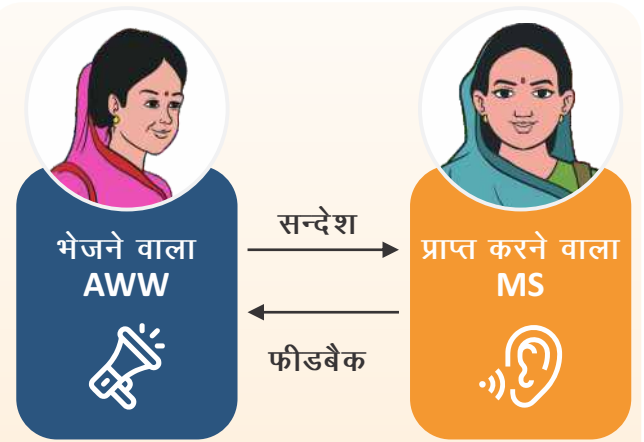 भेजने वाला
AWW
सन्देश
फीडबैक
प्राप्त करने वाला
MS